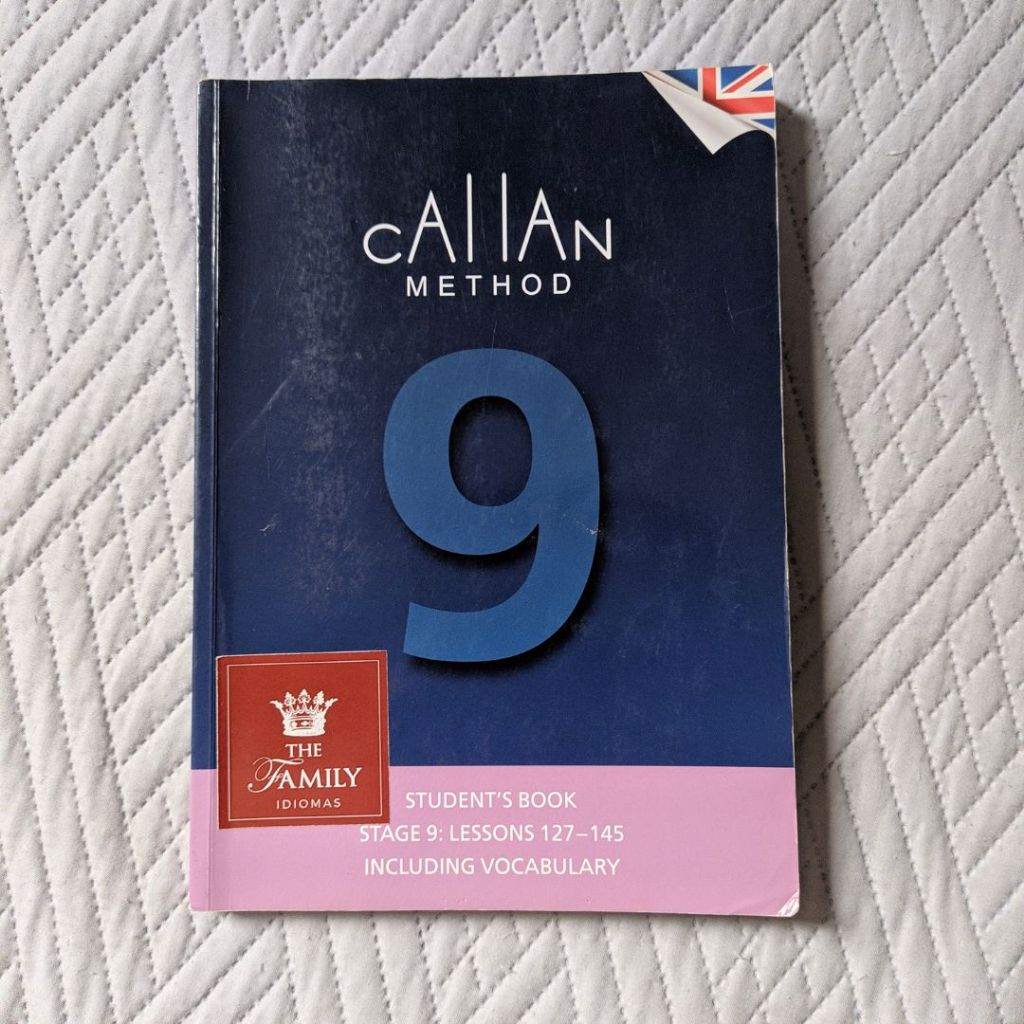 CAllAN
METHOD
9
THE
FAMILY
IDIOMAS
STUDENT'S BOOK
STAGE 9: LESSONS 127–145
INCLUDING VOCABULARY